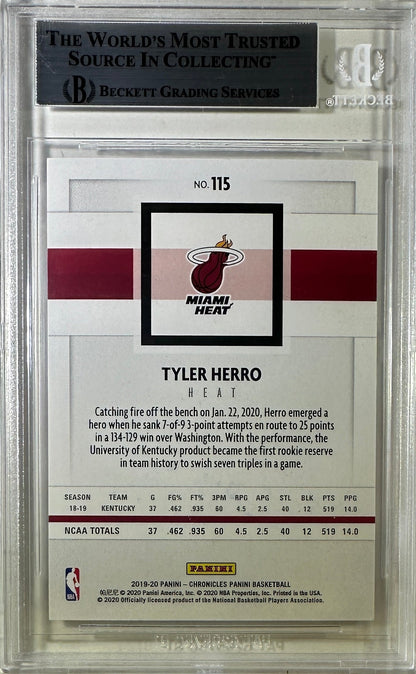 THE WORLD'S MOST TRUSTED
SOURCE IN COLLECTING™
BECKETT GRADING SERVICES
BECKETT®
NO. 115
MIAMI
HEAT
TYLER HERRO
HEAT
Catching fire off the bench on Jan. 22, 2020, Herro emerged a
hero when he sank 7-of-9 3-point attempts en route to 25 points
in a 134-129 win over Washington. With the performance, the
University of Kentucky product became the first rookie reserve
in team history to swish seven triples in a game.
SEASON TEAM G FG% FT% 3PM RPG APG STL BLK PTS PPG
18-19 KENTUCKY 37 .462 .935 60 4.5 2.5 40 12 519 14.0
NCAA TOTALS 37 .462 .935 60 4.5 2.5 40 12 519 14.0
PANINI
NBA
2019-20 PANINI – CHRONICLES PANINI BASKETBALL
帕尼尼 © 2020 Panini America, Inc. © 2020 NBA Properties, Inc. Printed in the USA.
© 2020 Officially licensed product of the National Basketball Players Association.